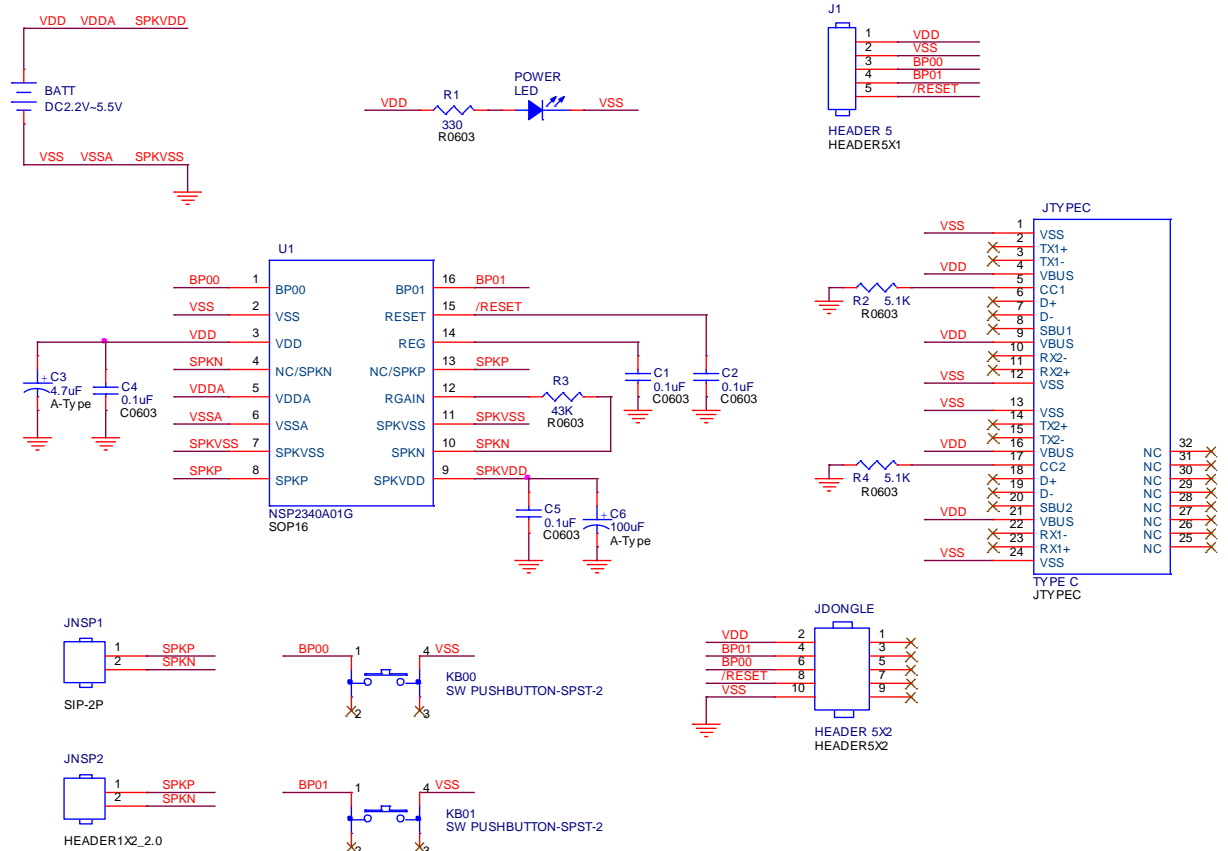 VDD VDDA SPKVDD
BATT
DC2.2V~5.5V
VSS VSSA SPKVSS
POWER
LED
VDD R1 VSS
330
R0603
J1
1 VDD
2 VSS
3 BP00
4 BP01
5 /RESET
HEADER 5
HEADER5X1
U1
BP00 1 BP00 BP01 16 BP01
VSS 2 VSS RESET 15 /RESET
VDD 3 VDD REG 14
SPKN 4 NC/SPKN NC/SPKP 13 SPKP
VDDA 5 VDDA RGAIN 12
VSSA 6 VSSA SPKVSS 11 SPKVSS
SPKVSS 7 SPKVSS SPKN 10
SPKP 8 SPKP SPKVDD 9 SPKVDD
NSP2340A01G
SOP16
+ C3
4.7uF
A-Type
C4
0.1uF
C0603
R3
43K
R0603
C1
0.1uF
C0603
C2
0.1uF
C0603
C5
0.1uF
C0603
+ C6
100uF
A-Type
JTYPEC
VSS 1 VSS
2 TX1+
3 TX1-
VDD 4 VBUS
5 CC1
6 D+
7 D-
8 SBU1
VDD 9 VBUS
10 RX2-
11 RX2+
VSS 12 VSS
VSS 13 VSS
14 TX2+
15 TX2-
VDD 16 VBUS
17 CC2
18 D+
19 D-
20 SBU2
VDD 21 VBUS
22 RX1-
23 RX1+
VSS 24 VSS
NC 32
NC 31
NC 30
NC 29
NC 28
NC 27
NC 26
NC 25
TYPE C
JTYPEC
R2 5.1K
R0603
R4 5.1K
R0603
JNSP1
1 SPKP
2 SPKN
SIP-2P
BP00 1 4 VSS
2 3
KB00
SW PUSHBUTTON-SPST-2
JDONGLE
VDD 2 1
BP01 4 3
BP00 6 5
/RESET 8 7
VSS 10 9
HEADER 5X2
HEADER5X2
JNSP2
1 SPKP
2 SPKN
HEADER1X2_2.0
BP01 1 4 VSS
2 3
KB01
SW PUSHBUTTON-SPST-2